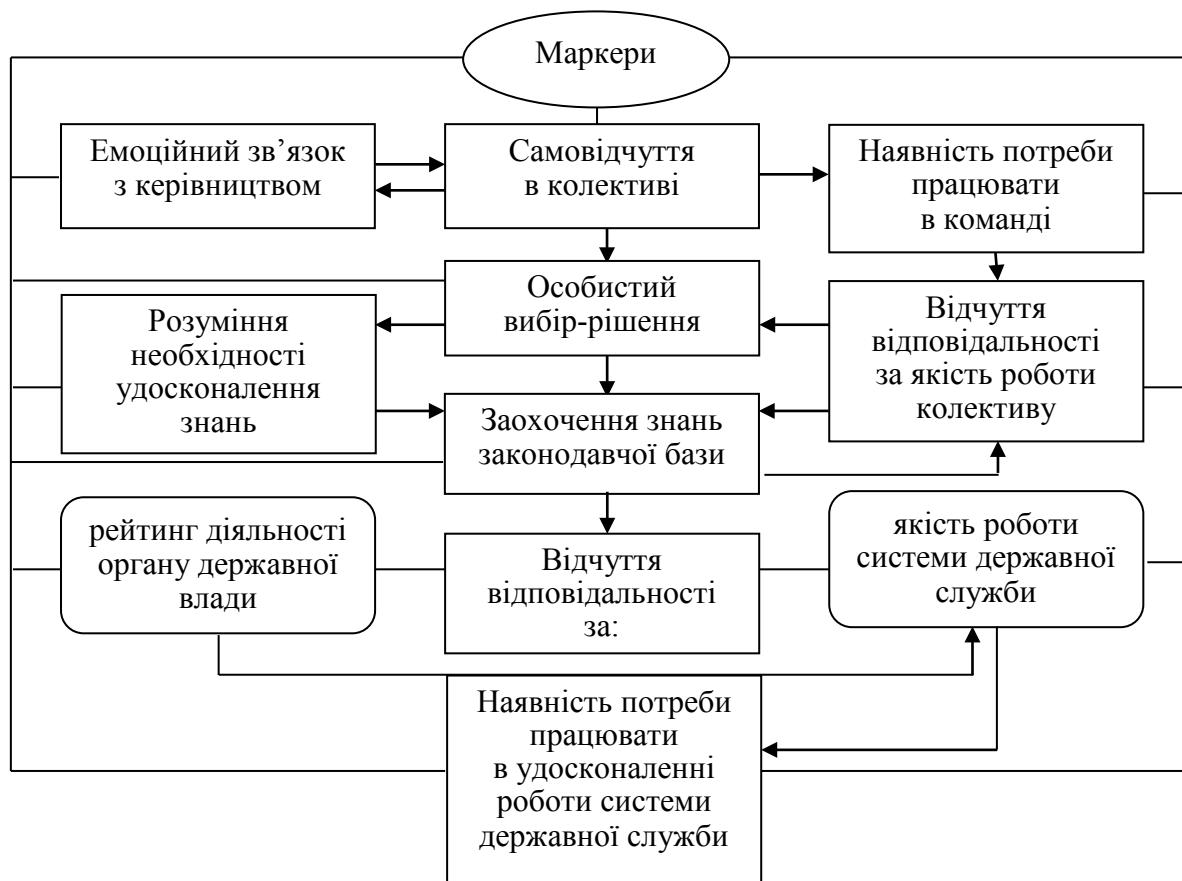 Маркери
Емоційний зв’язок
з керівництвом
Самовідчуття
в колективі
Наявність потреби
працювати
в команді
Особистий
вибір-рішення
Розуміння
необхідності
удосконалення
знань
Відчуття
відповідальності
за якість роботи
колективу
Заохочення знань
законодавчої бази
рейтинг діяльності
органу державної
влади
Відчуття
відповідальності
за:
якість роботи
системи державної
служби
Наявність потреби
працювати
в удосконаленні
роботи системи
державної служби